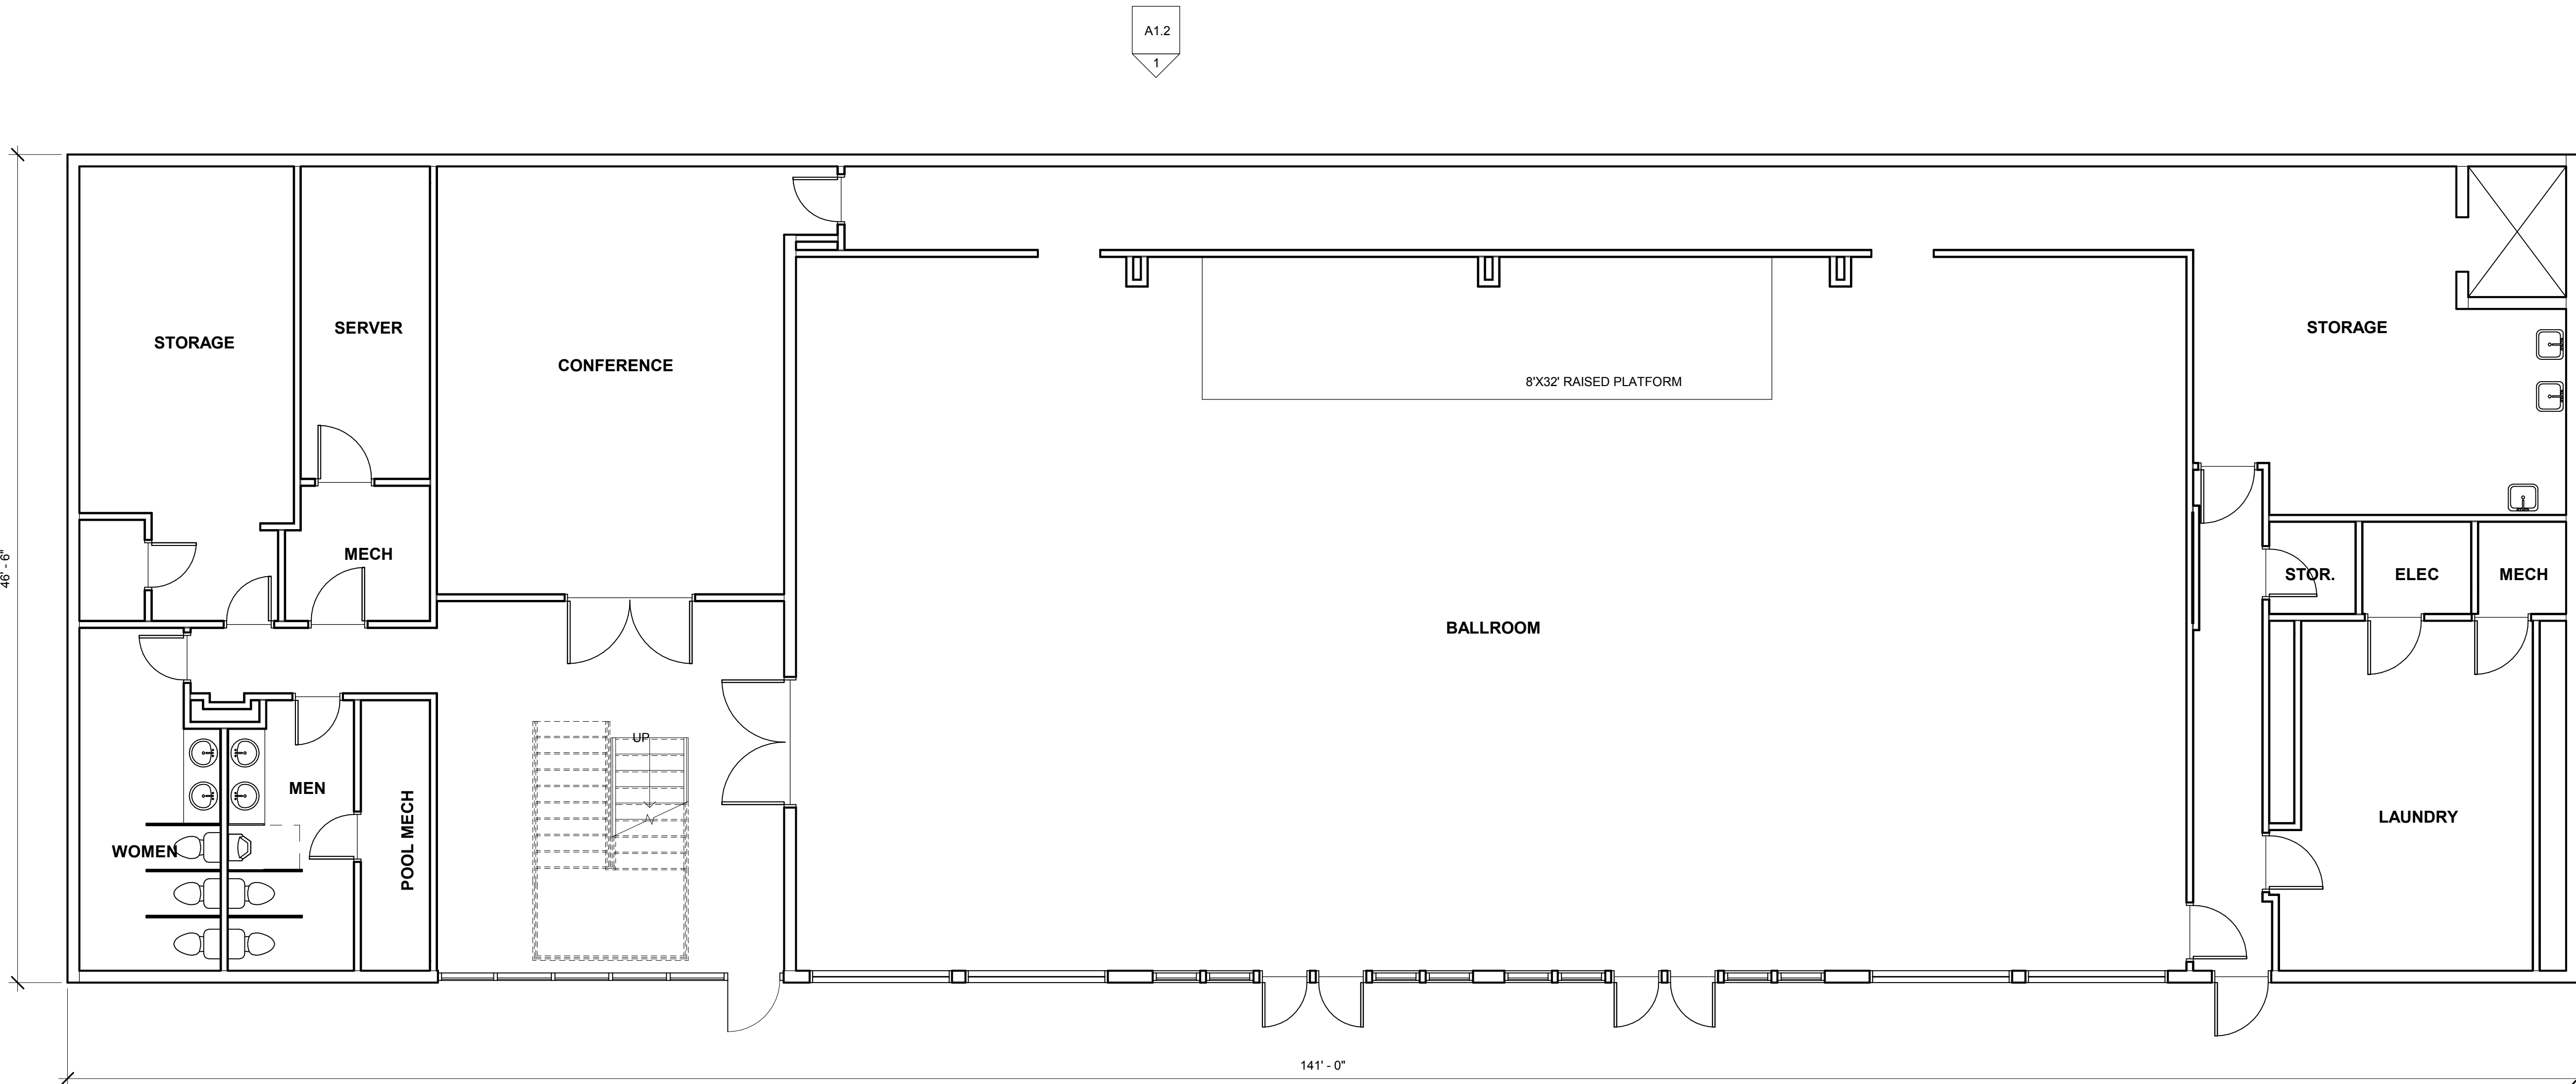 A1.2
1
STORAGE
SERVER
CONFERENCE
STORAGE
8'X32' RAISED PLATFORM
46' - 6"
MECH
STOR.
ELEC
MECH
BALLROOM
UP
MEN
WOMEN
POOL MECH
LAUNDRY
141' - 0"